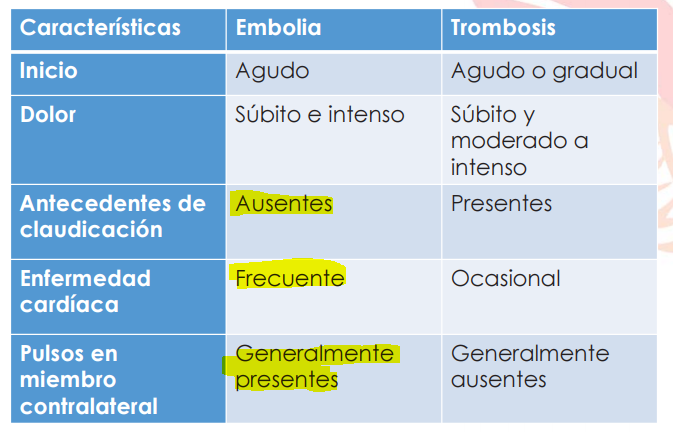 Características Embolia Trombosis
Inicio Agudo Agudo o gradual
Dolor Súbito e intenso Súbito y
moderado a
intenso
Antecedentes de Ausentes Presentes
claudicación
Enfermedad Frecuente Ocasional
cardíaca
Pulsos en Generalmente Generalmente
miembro presentes ausentes
contralateral